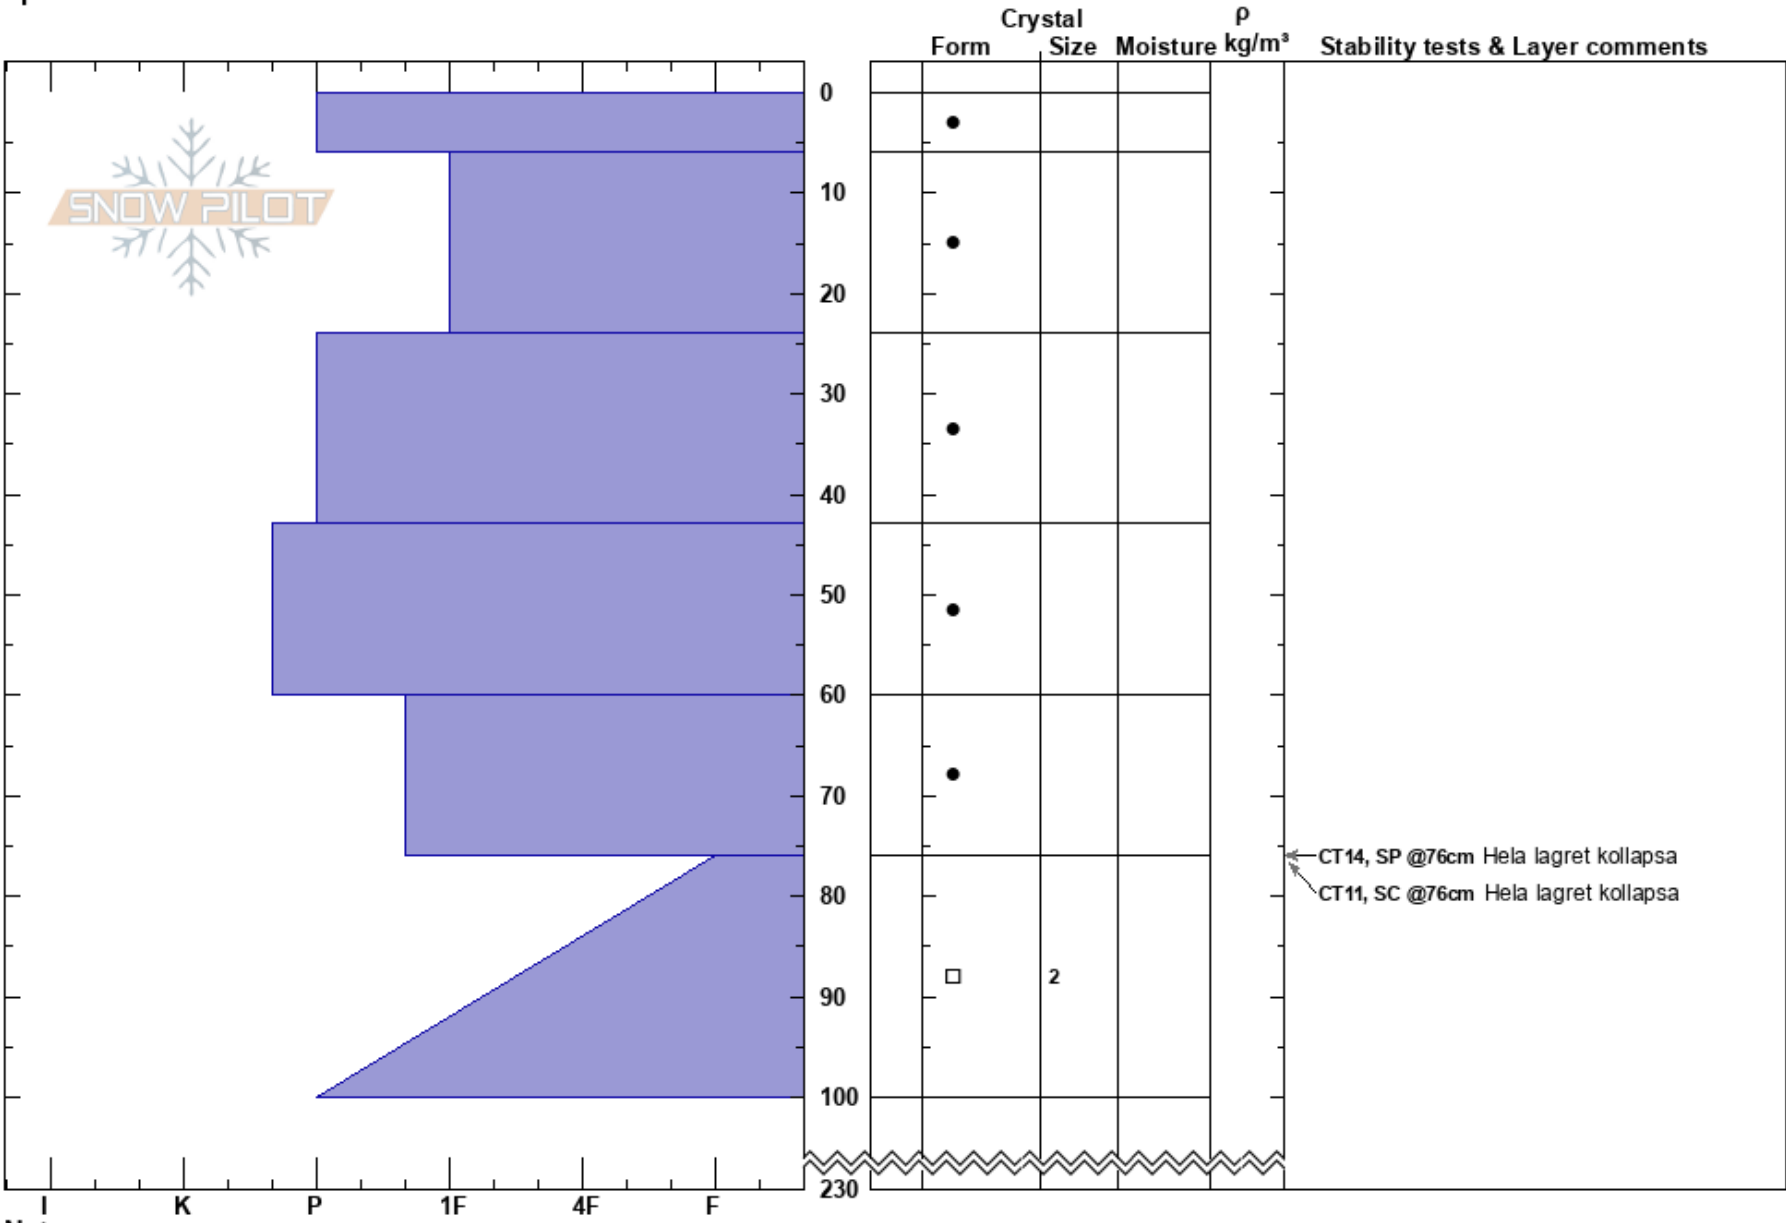 Crystal ρ
Form Size Moisture kg/m³ Stability tests & Layer comments
0
SNOW PILOT
10
20
30
40
50
60
70
CT14, SP @76cm Hela lagret kollapsa
80
CT11, SC @76cm Hela lagret kollapsa
2
90
100
230
I K P 1F 4F F